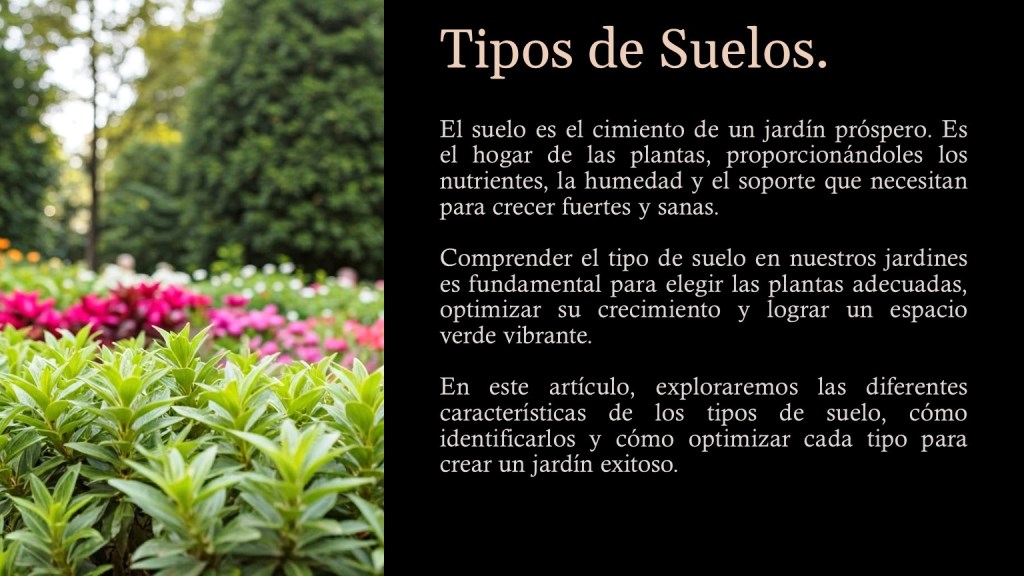 Tipos de Suelos.
El suelo es el cimiento de un jardín próspero. Es
el hogar de las plantas, proporcionándoles los
nutrientes, la humedad y el soporte que necesitan
para crecer fuertes y sanas.
Comprender el tipo de suelo en nuestros jardines
es fundamental para elegir las plantas adecuadas,
optimizar su crecimiento y lograr un espacio
verde vibrante.
En este artículo, exploraremos las diferentes
características de los tipos de suelo, cómo
identificarlos y cómo optimizar cada tipo para
crear un jardín exitoso.